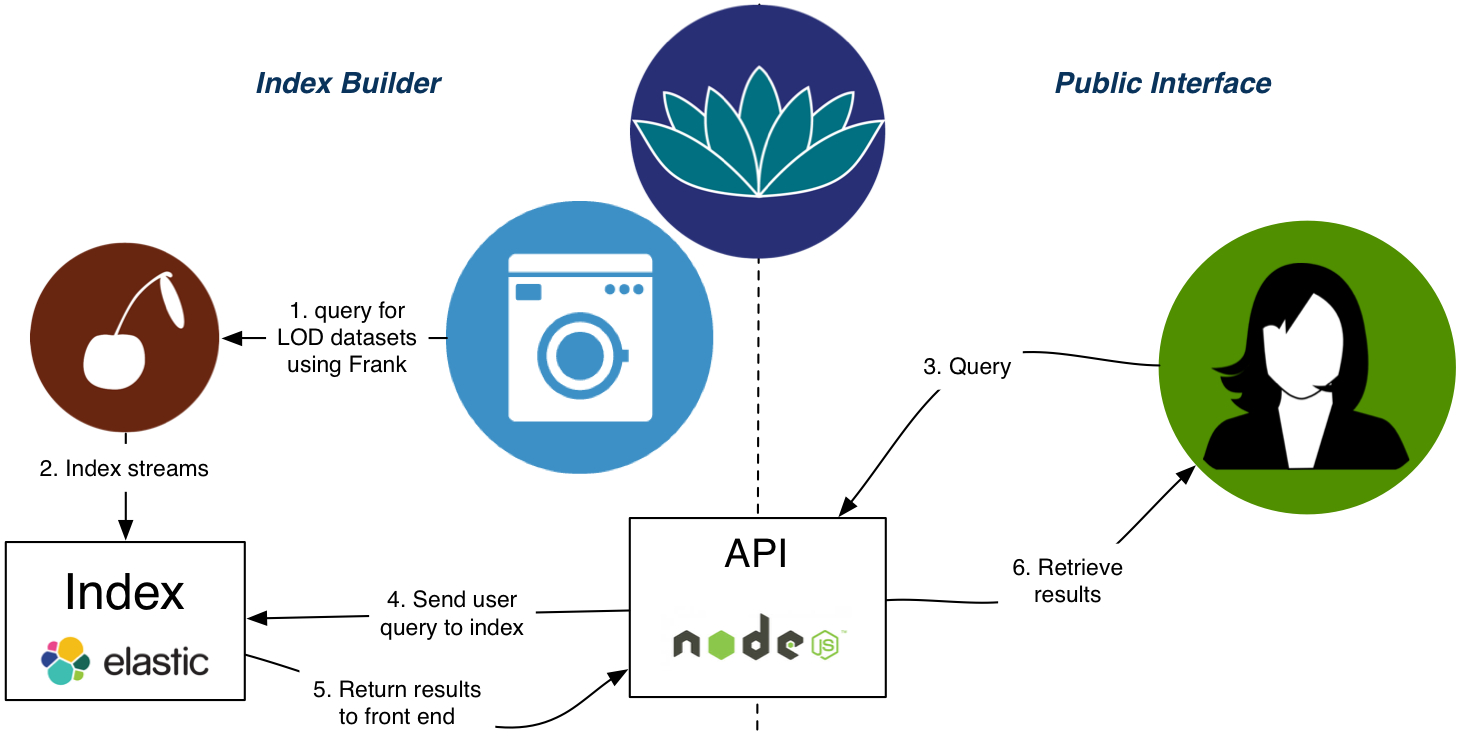 Index Builder
Public Interface
1. query for
LOD datasets
using Frank
3. Query
2. Index streams
API
Index
4. Send user
query to index
6. Retrieve
results
node
JS
™
elastic
5. Return results
to front end